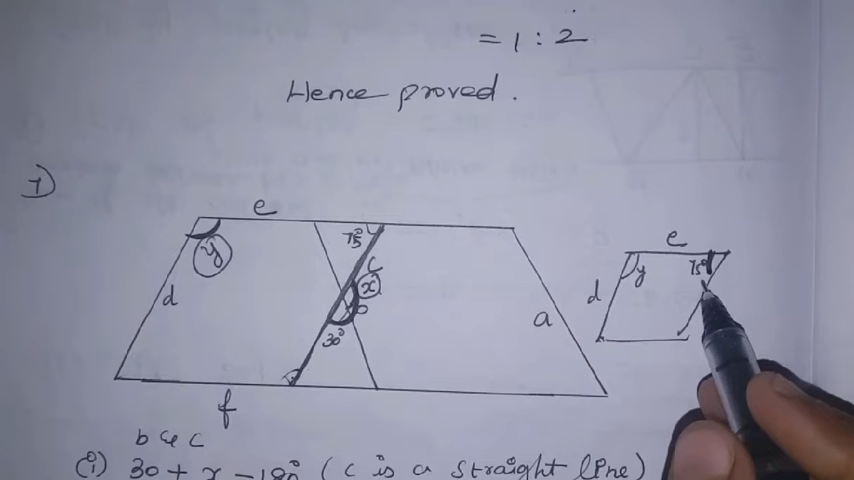 = 1 : 2
Hence proved.
7)
e
y
75°
d
c
x
b
30°
a
f
e
y
75°
d
b & c
(i) 30 + x = 180° ( c is a straight line)